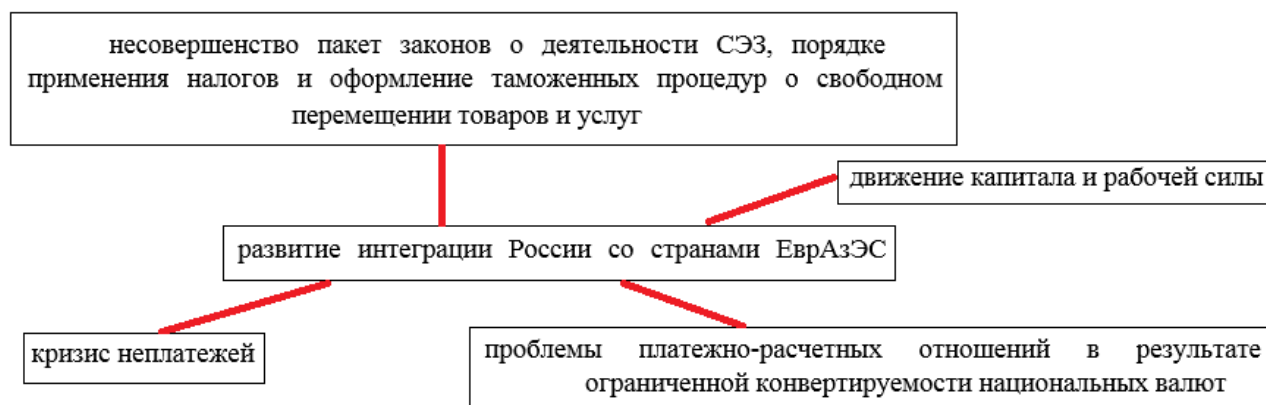 несовершенство пакет законов о деятельности СЭЗ, порядке
применения налогов и оформление таможенных процедур о свободном
перемещении товаров и услуг
движение капитала и рабочей силы
развитие интеграции России со странами ЕврАзЭС
кризис неплатежей
проблемы платежно-расчетных отношений в результате
ограниченной конвертируемости национальных валют